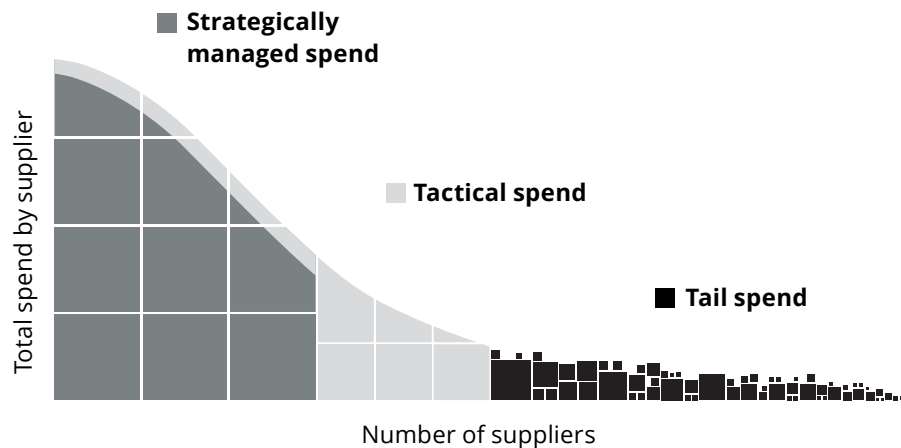 Strategically
managed spend
Total spend by supplier
Tactical spend
Tail spend
Number of suppliers